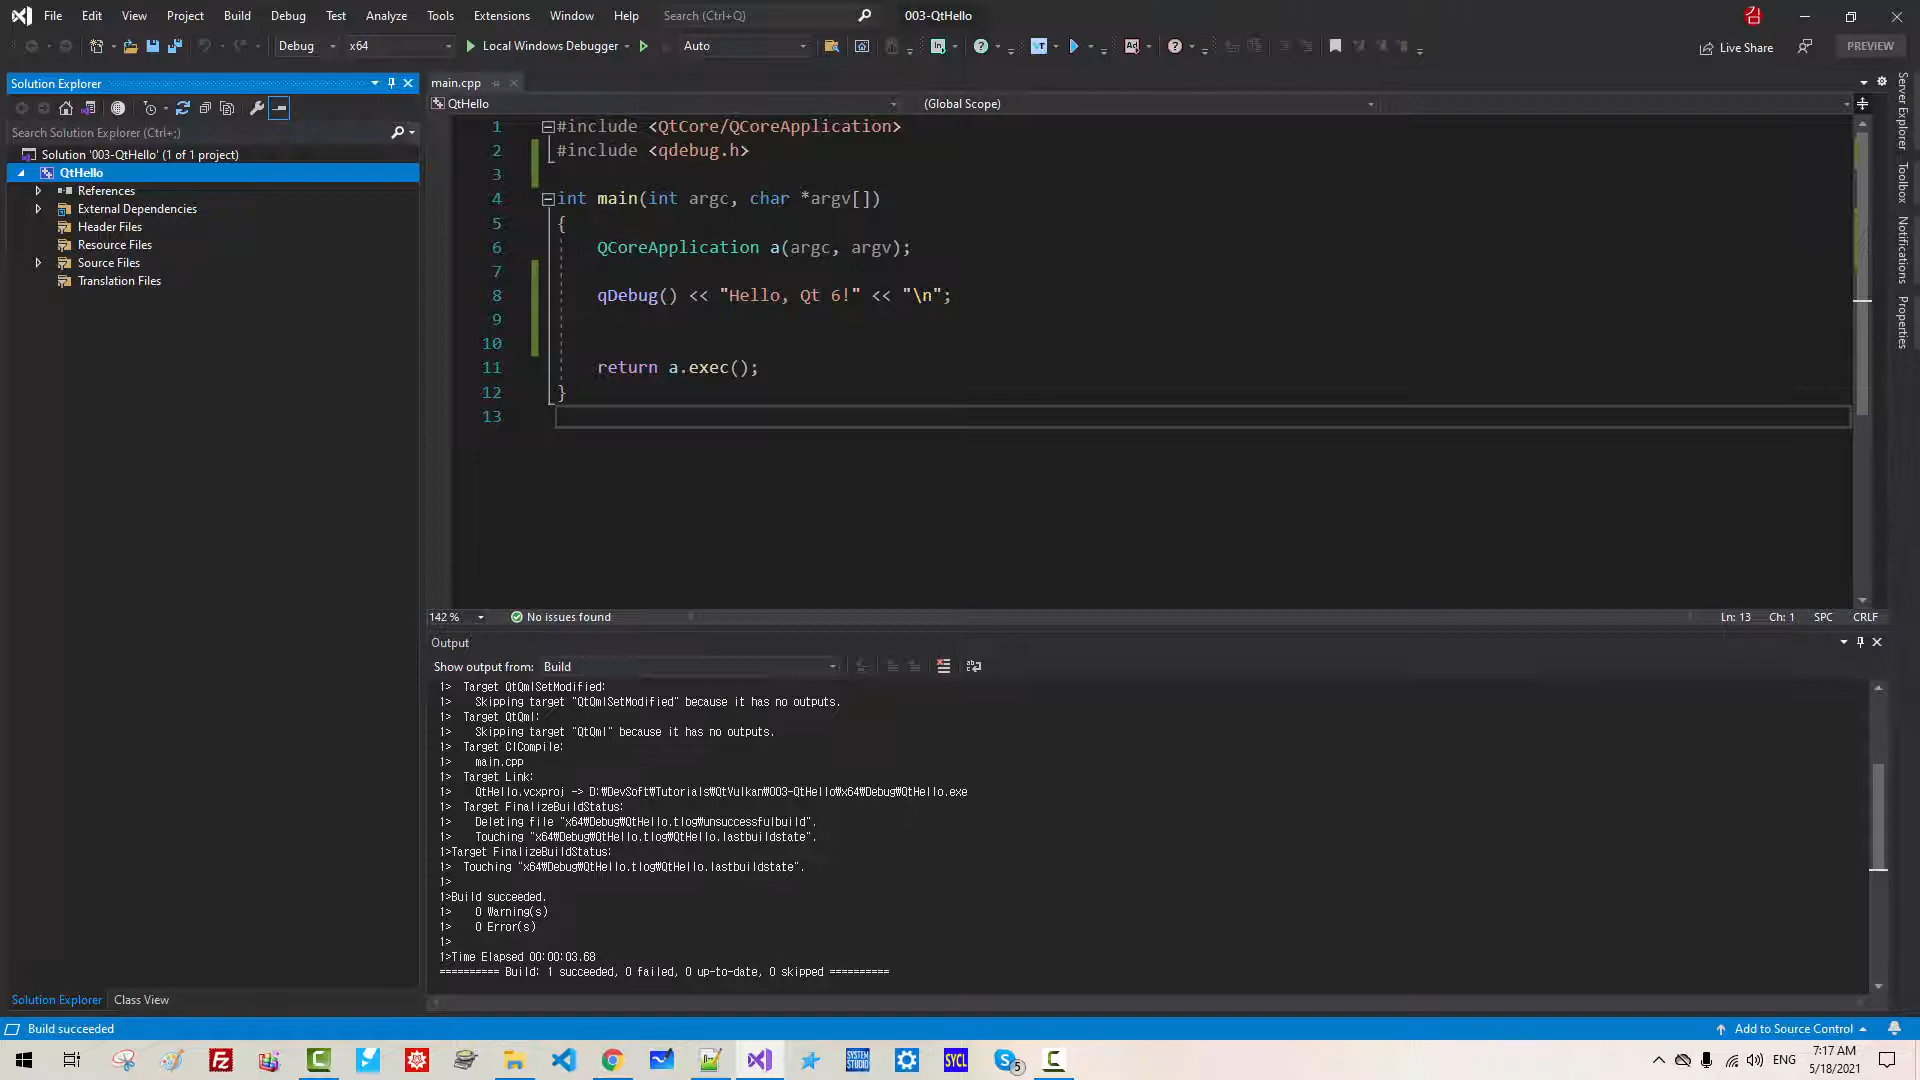 File Edit View Project Build Debug Test Analyze Tools Extensions Window Help Search (Ctrl+Q) 003-QtHello
Debug x64 Local Windows Debugger Auto Live Share PREVIEW
Solution Explorer
Search Solution Explorer (Ctrl+;)
Solution '003-QtHello' (1 of 1 project)
QtHello
References
External Dependencies
Header Files
Resource Files
Source Files
Translation Files
Solution Explorer Class View
main.cpp
QtHello (Global Scope)
1 #include <QtCore/QCoreApplication>
2 #include <qdebug.h>
3
4 int main(int argc, char *argv[])
5 {
6 QCoreApplication a(argc, argv);
7
8 qDebug() << "Hello, Qt 6!" << "\n";
9
10
11 return a.exec();
12 }
13
142 % No issues found Ln: 13 Ch: 1 SPC CRLF
Output
Show output from: Build
1> Target QtQmlSetModified:
1> Skipping target "QtQmlSetModified" because it has no outputs.
1> Target QtQml:
1> Skipping target "QtQml" because it has no outputs.
1> Target ClCompile:
1> main.cpp
1> Target Link:
1> QtHello.vcxproj -> D:₩DevSoft₩Tutorials₩QtVulkan₩003-QtHello₩x64₩Debug₩QtHello.exe
1> Target FinalizeBuildStatus:
1> Deleting file "x64₩Debug₩QtHello.tlog₩unsuccessfulbuild".
1> Touching "x64₩Debug₩QtHello.tlog₩QtHello.lastbuildstate".
1>Target FinalizeBuildStatus:
1> Touching "x64₩Debug₩QtHello.tlog₩QtHello.lastbuildstate".
1>
1>Build succeeded.
1> 0 Warning(s)
1> 0 Error(s)
1>
1>Time Elapsed 00:00:03.68
========== Build: 1 succeeded, 0 failed, 0 up-to-date, 0 skipped ==========
Server Explorer
Toolbox
Notifications
Properties
Build succeeded Add to Source Control
SYSTEM STUDIO
SYCL
5
ENG
7:17 AM
5/18/2021